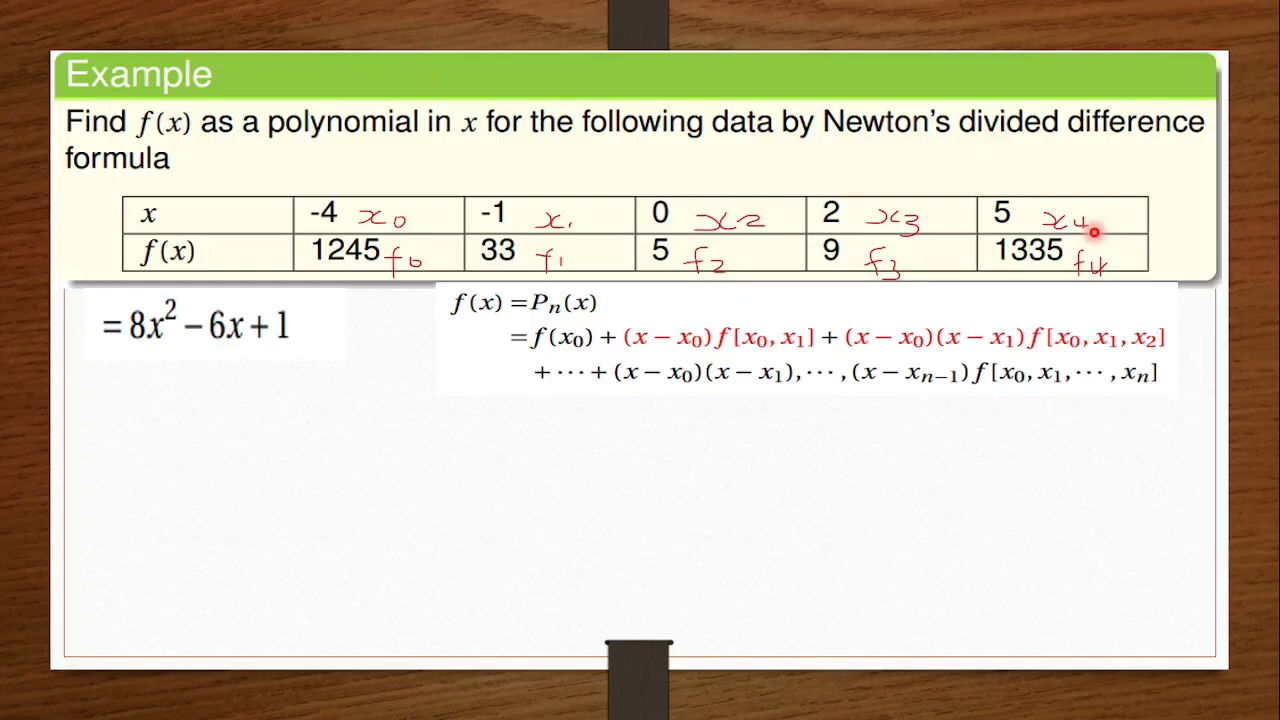 Example
Find f(x) as a polynomial in x for the following data by Newton's divided difference
formula
x -4 x₀ -1 x₁ 0 x2 2 x3 5 x4
f(x) 1245 f₀ 33 f₁ 5 f2 9 f3 1335 f4
= 8x² − 6x + 1
f(x) = Pₙ(x)
= f(x₀) + (x − x₀) f[x₀, x₁] + (x − x₀)(x − x₁) f[x₀, x₁, x₂]
+ ⋯ + (x − x₀)(x − x₁), ⋯ , (x − xₙ₋₁) f[x₀, x₁, ⋯ , xₙ]